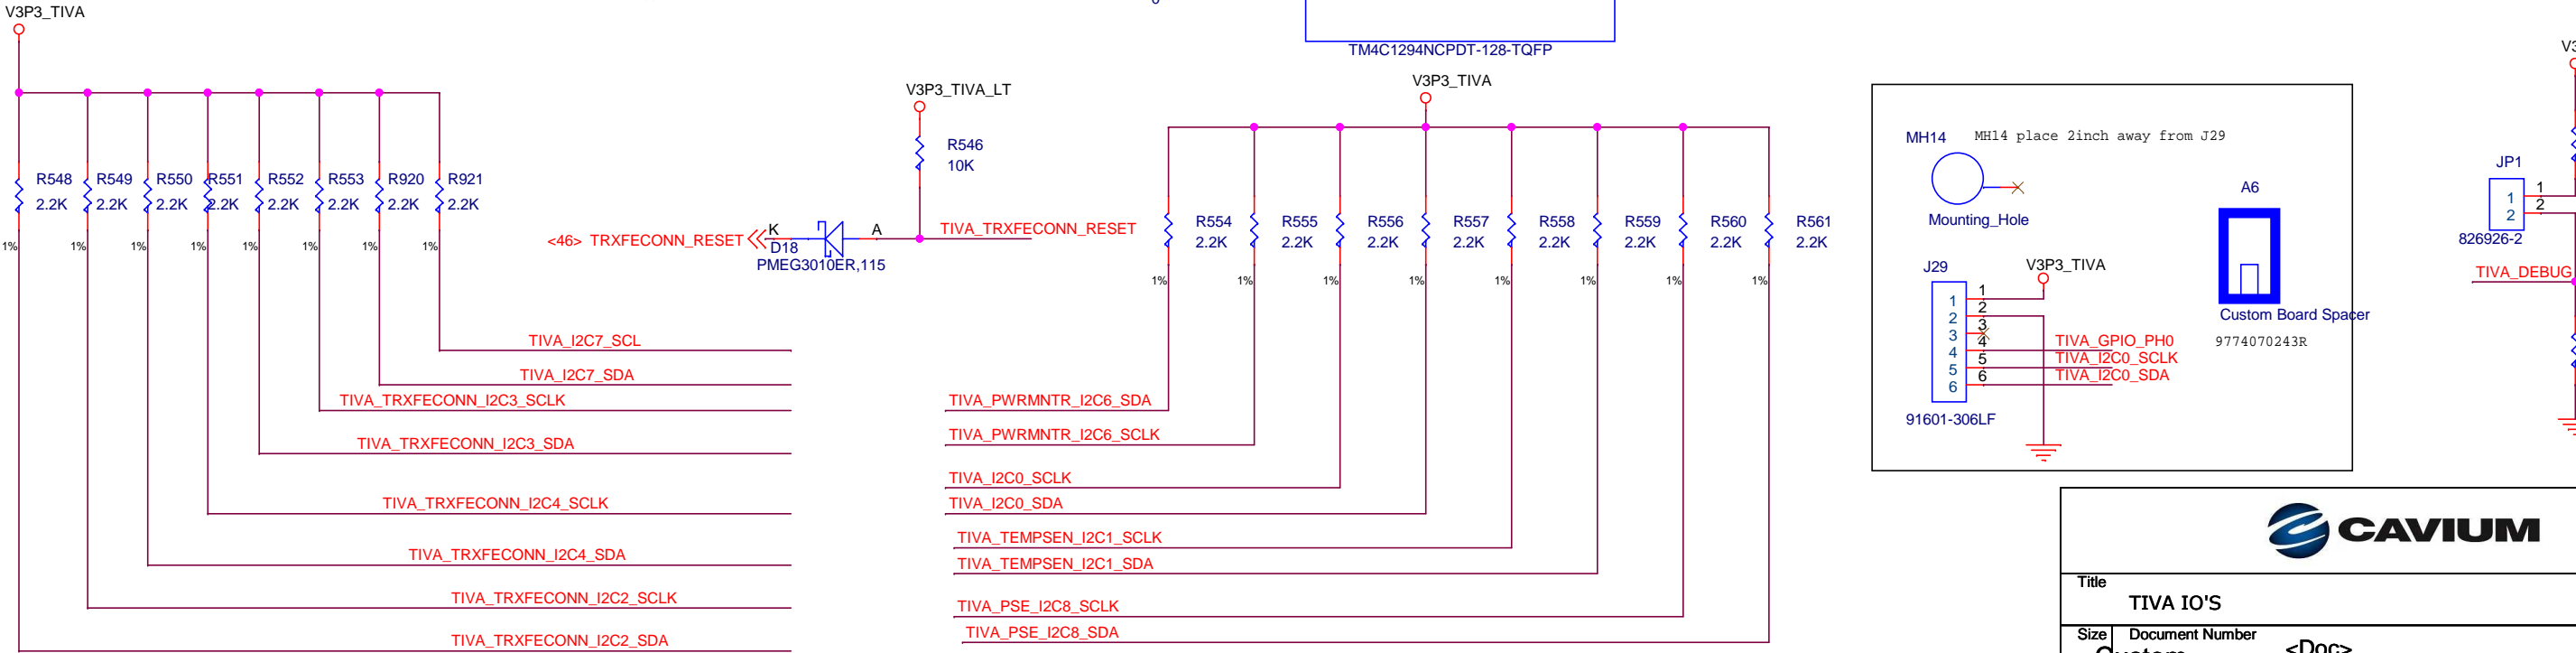 V3P3_TIVA
R548
2.2K
1%
R549
2.2K
1%
R550
2.2K
1%
R551
2.2K
1%
R552
2.2K
1%
R553
2.2K
1%
R920
2.2K
1%
R921
2.2K
1%
TIVA_I2C7_SCL
TIVA_I2C7_SDA
TIVA_TRXFECONN_I2C3_SCLK
TIVA_TRXFECONN_I2C3_SDA
TIVA_TRXFECONN_I2C4_SCLK
TIVA_TRXFECONN_I2C4_SDA
TIVA_TRXFECONN_I2C2_SCLK
TIVA_TRXFECONN_I2C2_SDA
V3P3_TIVA_LT
R546
10K
<46> TRXFECONN_RESET
K
A
D18
PMEG3010ER,115
TIVA_TRXFECONN_RESET
TM4C1294NCPDT-128-TQFP
V3P3_TIVA
R554
2.2K
1%
R555
2.2K
1%
R556
2.2K
1%
R557
2.2K
1%
R558
2.2K
1%
R559
2.2K
1%
R560
2.2K
1%
R561
2.2K
1%
TIVA_PWRMNTR_I2C6_SDA
TIVA_PWRMNTR_I2C6_SCLK
TIVA_I2C0_SCLK
TIVA_I2C0_SDA
TIVA_TEMPSEN_I2C1_SCLK
TIVA_TEMPSEN_I2C1_SDA
TIVA_PSE_I2C8_SCLK
TIVA_PSE_I2C8_SDA
MH14
MH14 place 2inch away from J29
Mounting_Hole
J29
V3P3_TIVA
1 1
2 2
3 3
4 4 TIVA_GPIO_PH0
5 5 TIVA_I2C0_SCLK
6 6 TIVA_I2C0_SDA
91601-306LF
A6
Custom Board Spacer
9774070243R
JP1
1 1
2 2
826926-2
TIVA_DEBUG
CAVIUM
Title
TIVA IO'S
Size
Document Number
Custom
<Doc>